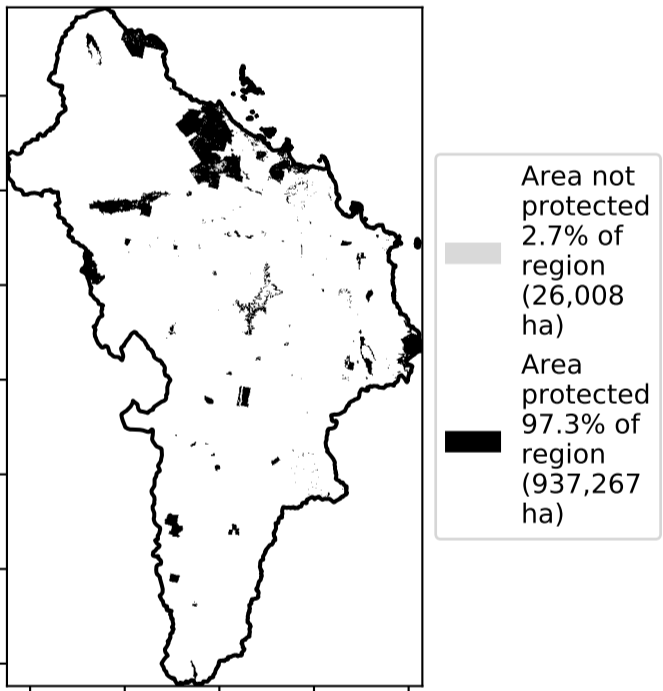 Area not
protected
2.7% of
region
(26,008
ha)
Area
protected
97.3% of
region
(937,267
ha)